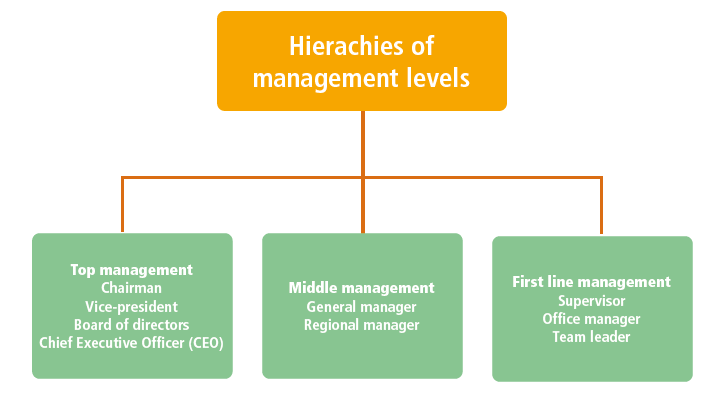 Hierachies of
management levels
Top management
Chairman
Vice-president
Board of directors
Chief Executive Officer (CEO)
Middle management
General manager
Regional manager
First line management
Supervisor
Office manager
Team leader